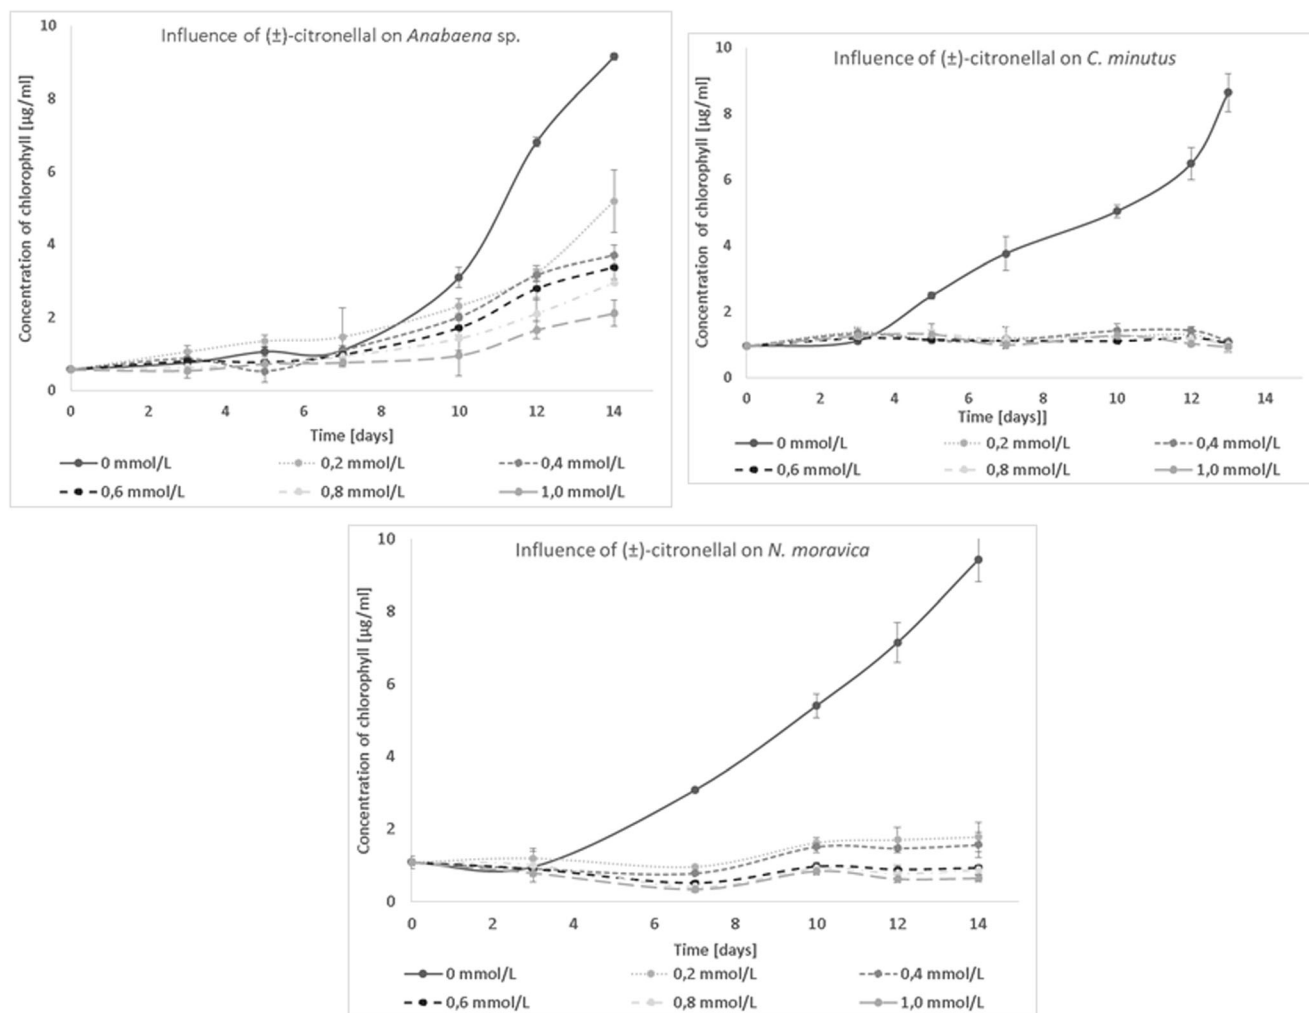 Influence of (±)-citronellal on Anabaena sp.
Concentration of chlorophyll [µg/ml]
10
8
6
4
2
0
0 2 4 6 8 10 12 14
Time [days]
0 mmol/L 0,2 mmol/L 0,4 mmol/L
0,6 mmol/L 0,8 mmol/L 1,0 mmol/L
Influence of (±)-citronellal on C. minutus
Concentration of chlorophyll [µg/ml]
10
8
6
4
2
0
0 2 4 6 8 10 12 14
Time [days]]
0 mmol/L 0,2 mmol/L 0,4 mmol/L
0,6 mmol/L 0,8 mmol/L 1,0 mmol/L
Influence of (±)-citronellal on N. moravica
Concentration of chlorophyll [µg/ml]
10
8
6
4
2
0
0 2 4 6 8 10 12 14
Time [days]
0 mmol/L 0,2 mmol/L 0,4 mmol/L
0,6 mmol/L 0,8 mmol/L 1,0 mmol/L